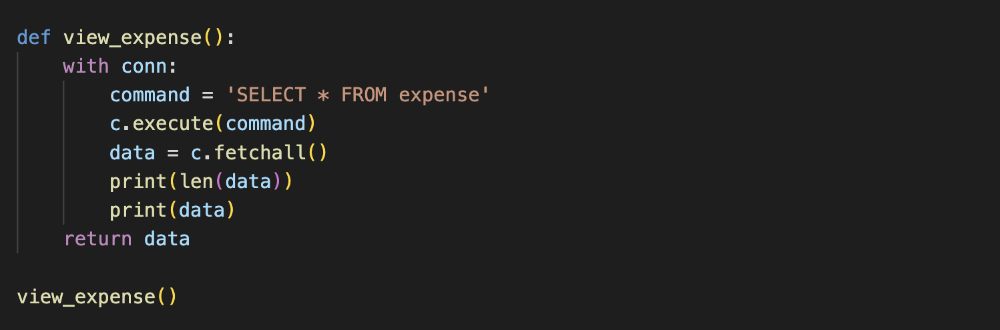 def view_expense():
    with conn:
        command = 'SELECT * FROM expense'
        c.execute(command)
        data = c.fetchall()
        print(len(data))
        print(data)
    return data
view_expense()